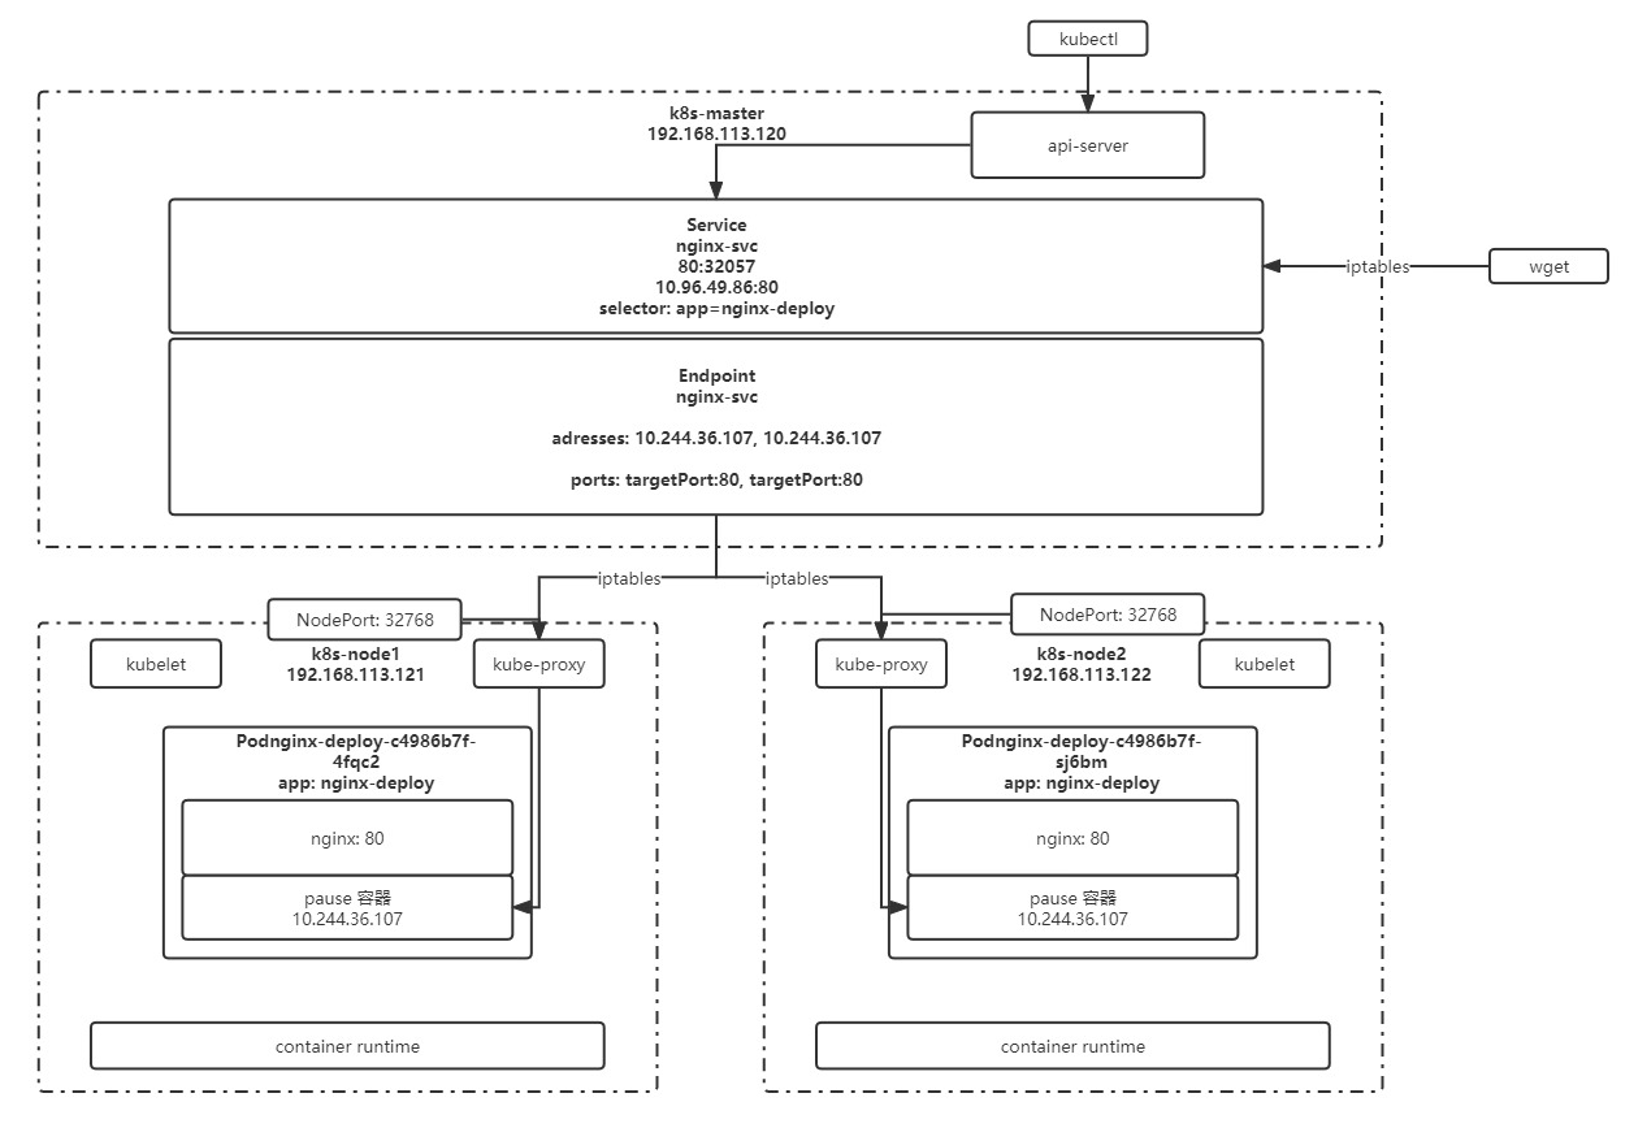 kubectl
k8s-master
192.168.113.120
api-server
Service
nginx-svc
80:32057
10.96.49.86:80
selector: app=nginx-deploy
iptables
wget
Endpoint
nginx-svc
adresses: 10.244.36.107, 10.244.36.107
ports: targetPort:80, targetPort:80
iptables
iptables
NodePort: 32768
kubelet
k8s-node1
192.168.113.121
kube-proxy
Podnginx-deploy-c4986b7f-
4fqc2
app: nginx-deploy
nginx: 80
pause 容器
10.244.36.107
container runtime
NodePort: 32768
kube-proxy
k8s-node2
192.168.113.122
kubelet
Podnginx-deploy-c4986b7f-
sj6bm
app: nginx-deploy
nginx: 80
pause 容器
10.244.36.107
container runtime